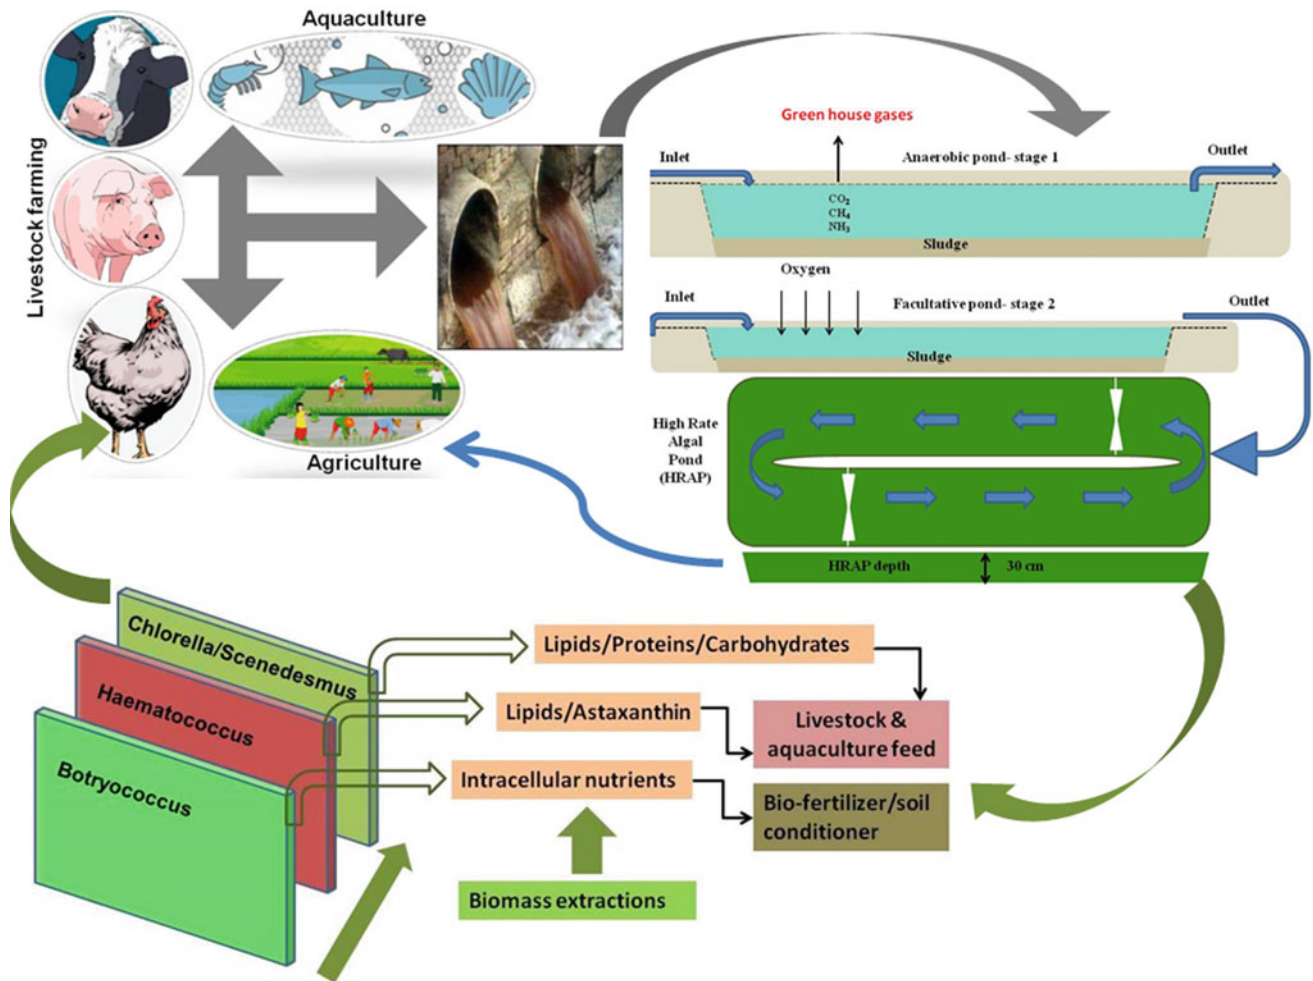 Aquaculture
Livestock farming
Agriculture
Green house gases
Inlet
Anaerobic pond- stage 1
Outlet
CO₂
CH₄
NH₃
Sludge
Oxygen
Inlet
Facultative pond- stage 2
Outlet
Sludge
High Rate
Algal
Pond
(HRAP)
HRAP depth
30 cm
Chlorella/Scenedesmus
Haematococcus
Botryococcus
Lipids/Proteins/Carbohydrates
Lipids/Astaxanthin
Intracellular nutrients
Livestock &
aquaculture feed
Bio-fertilizer/soil
conditioner
Biomass extractions